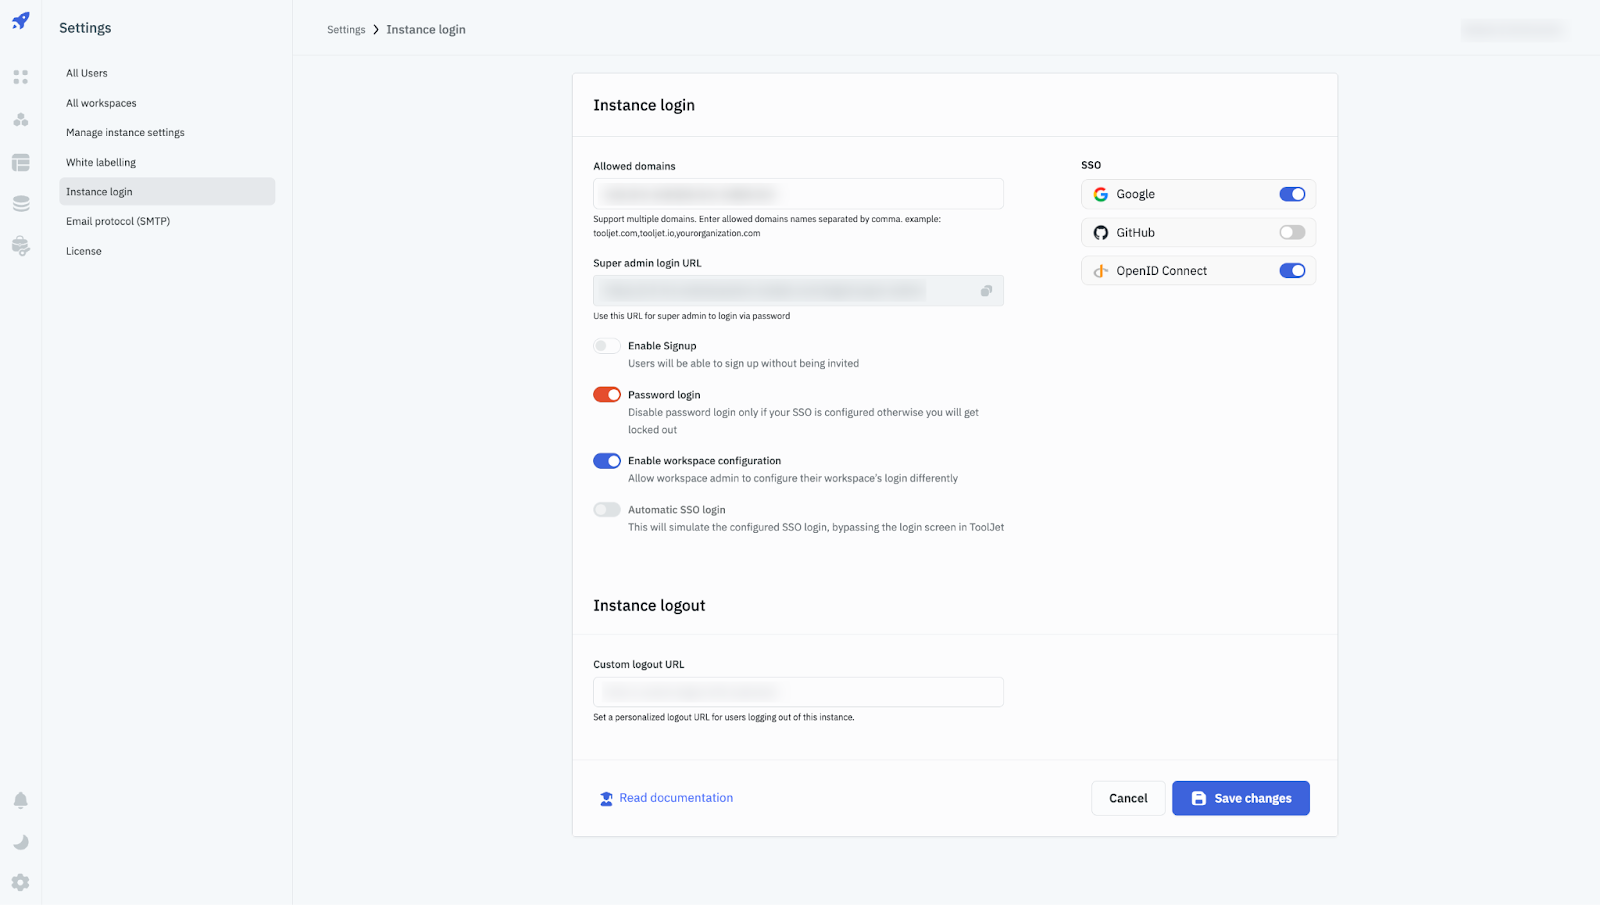 Settings
All Users
All workspaces
Manage instance settings
White labelling
Instance login
Email protocol (SMTP)
License
Settings > Instance login
Instance login
Allowed domains
Support multiple domains. Enter allowed domains names separated by comma. example:
tooljet.com,tooljet.io,yourorganization.com
Super admin login URL
Use this URL for super admin to login via password
Enable Signup
Users will be able to sign up without being invited
Password login
Disable password login only if your SSO is configured otherwise you will get
locked out
Enable workspace configuration
Allow workspace admin to configure their workspace's login differently
Automatic SSO login
This will simulate the configured SSO login, bypassing the login screen in ToolJet
SSO
Google
GitHub
OpenID Connect
Instance logout
Custom logout URL
Set a personalized logout URL for users logging out of this instance.
Read documentation
Cancel
Save changes